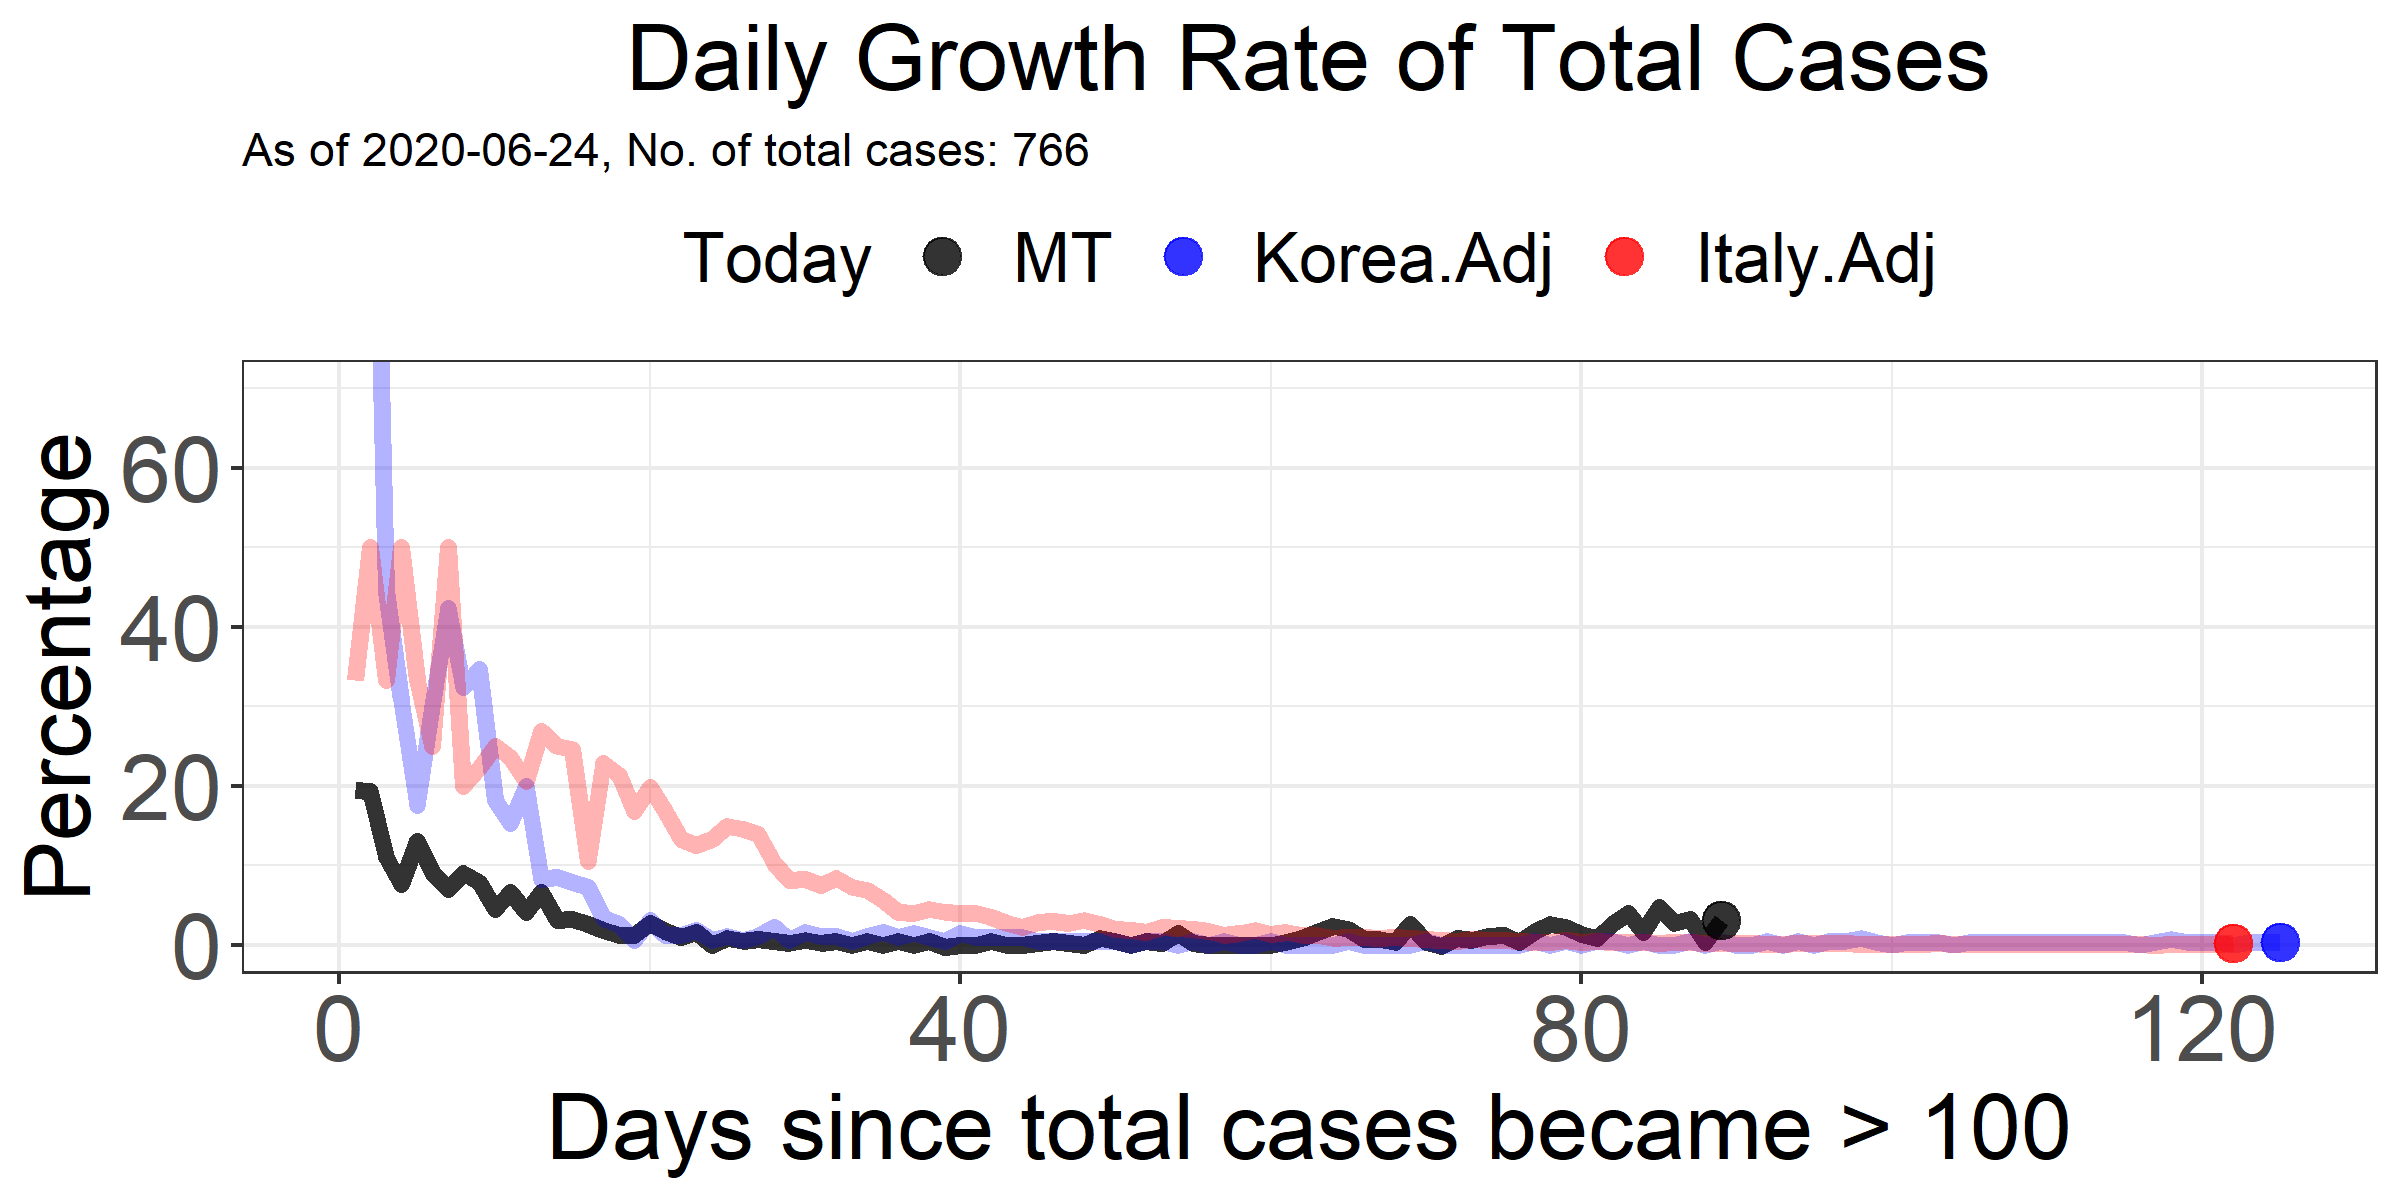 Daily Growth Rate of Total Cases
As of 2020-06-24, No. of total cases: 766
Today MT Korea.Adj Italy.Adj
Percentage
60
40
20
0
0 40 80 120
Days since total cases became > 100